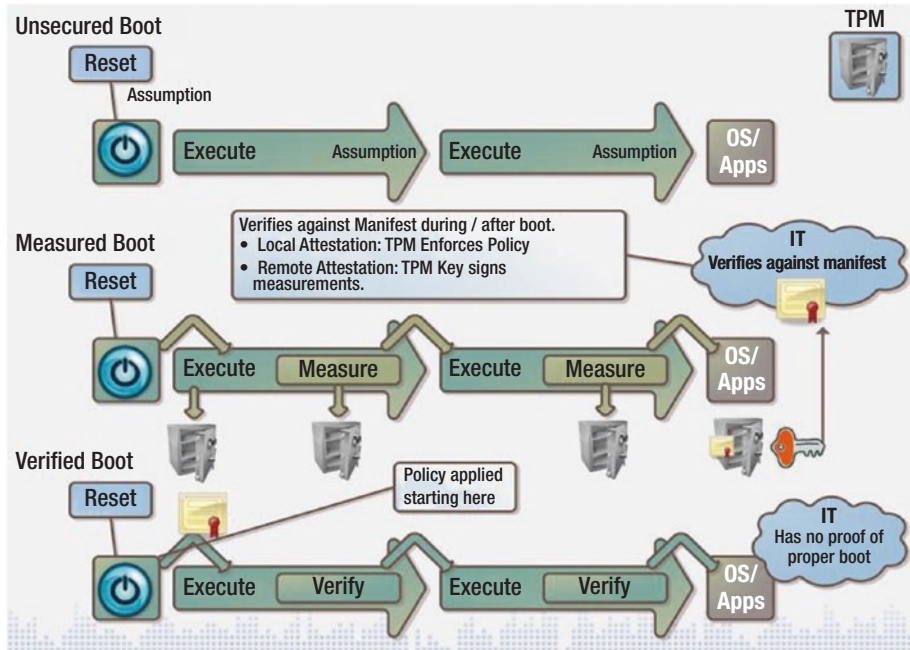 Unsecured Boot
TPM
Reset
Assumption
Execute
Assumption
Execute
Assumption
OS/
Apps
Measured Boot
Verifies against Manifest during / after boot.
• Local Attestation: TPM Enforces Policy
• Remote Attestation: TPM Key signs
measurements.
IT
Verifies against manifest
Reset
Execute
Measure
Execute
Measure
OS/
Apps
Verified Boot
Reset
Policy applied
starting here
IT
Has no proof of
proper boot
Execute
Verify
Execute
Verify
OS/
Apps